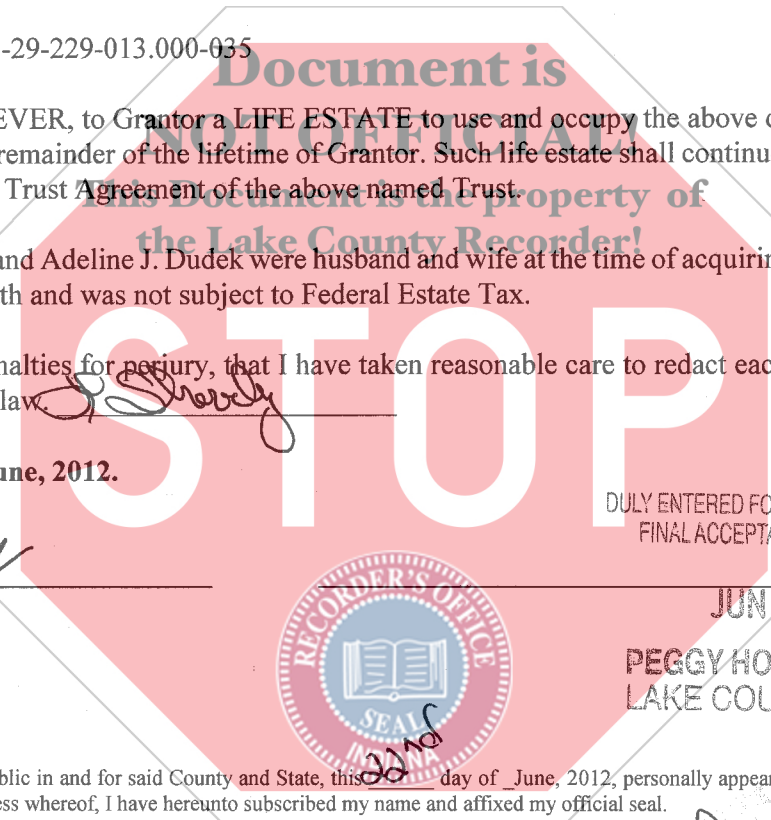 -29-229-013.000-035
Document is
EVER, to Grantor a LIFE ESTATE to use and occupy the above
NOT OFFICIAL!
remainder of the lifetime of Grantor. Such life estate shall continu
Trust Agreement of the above named Trust.
This Document is the property of
the Lake County Recorder!
and Adeline J. Dudek were husband and wife at the time of acquirin
th and was not subject to Federal Estate Tax.
STOP
nalties for perjury, that I have taken reasonable care to redact eac
law.
une, 2012.
DULY ENTERED FO
FINAL ACCEPTA
JUN
PEGGY HO
LAKE COU
RECORDER'S OFFICE
SEAL
INDIANA
blic in and for said County and State, this 22nd day of _June, 2012, personally appear
ess whereof, I have hereunto subscribed my name and affixed my official seal.